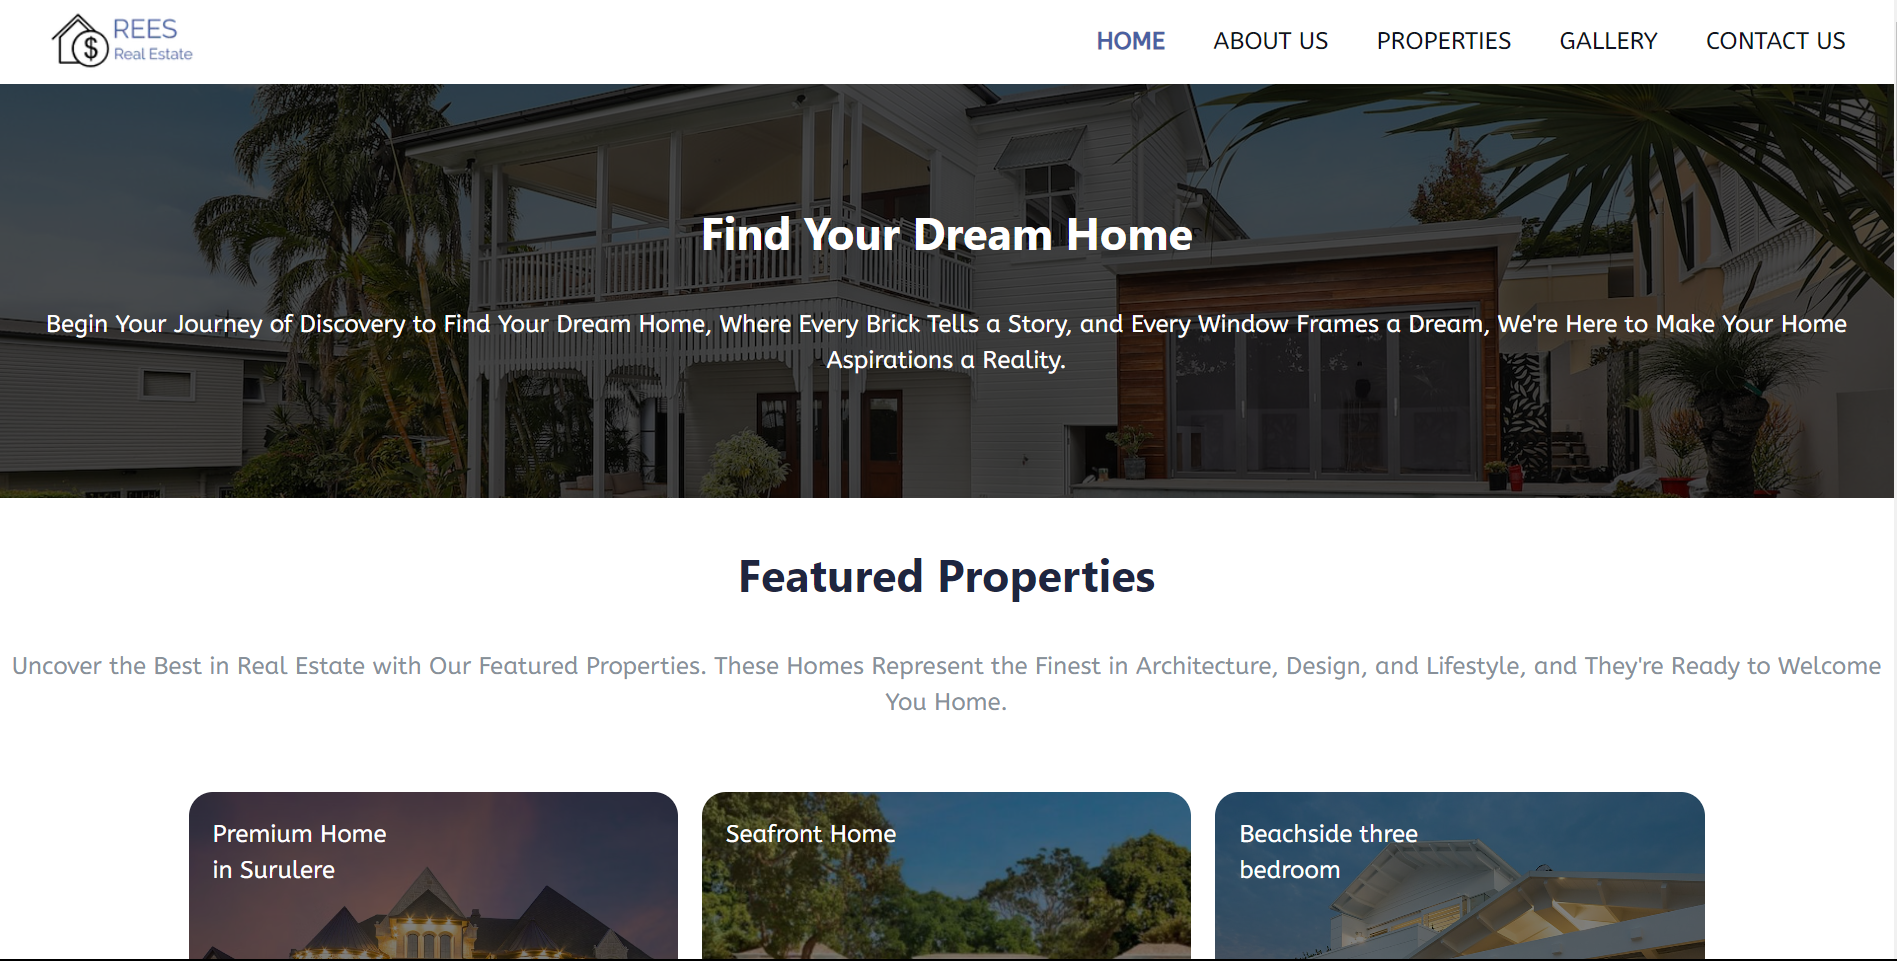 REES
Real Estate
HOME ABOUT US PROPERTIES GALLERY CONTACT US
Find Your Dream Home
Begin Your Journey of Discovery to Find Your Dream Home, Where Every Brick Tells a Story, and Every Window Frames a Dream, We're Here to Make Your Home
Aspirations a Reality.
Featured Properties
Uncover the Best in Real Estate with Our Featured Properties. These Homes Represent the Finest in Architecture, Design, and Lifestyle, and They're Ready to Welcome
You Home.
Premium Home
in Surulere
Seafront Home
Beachside three
bedroom